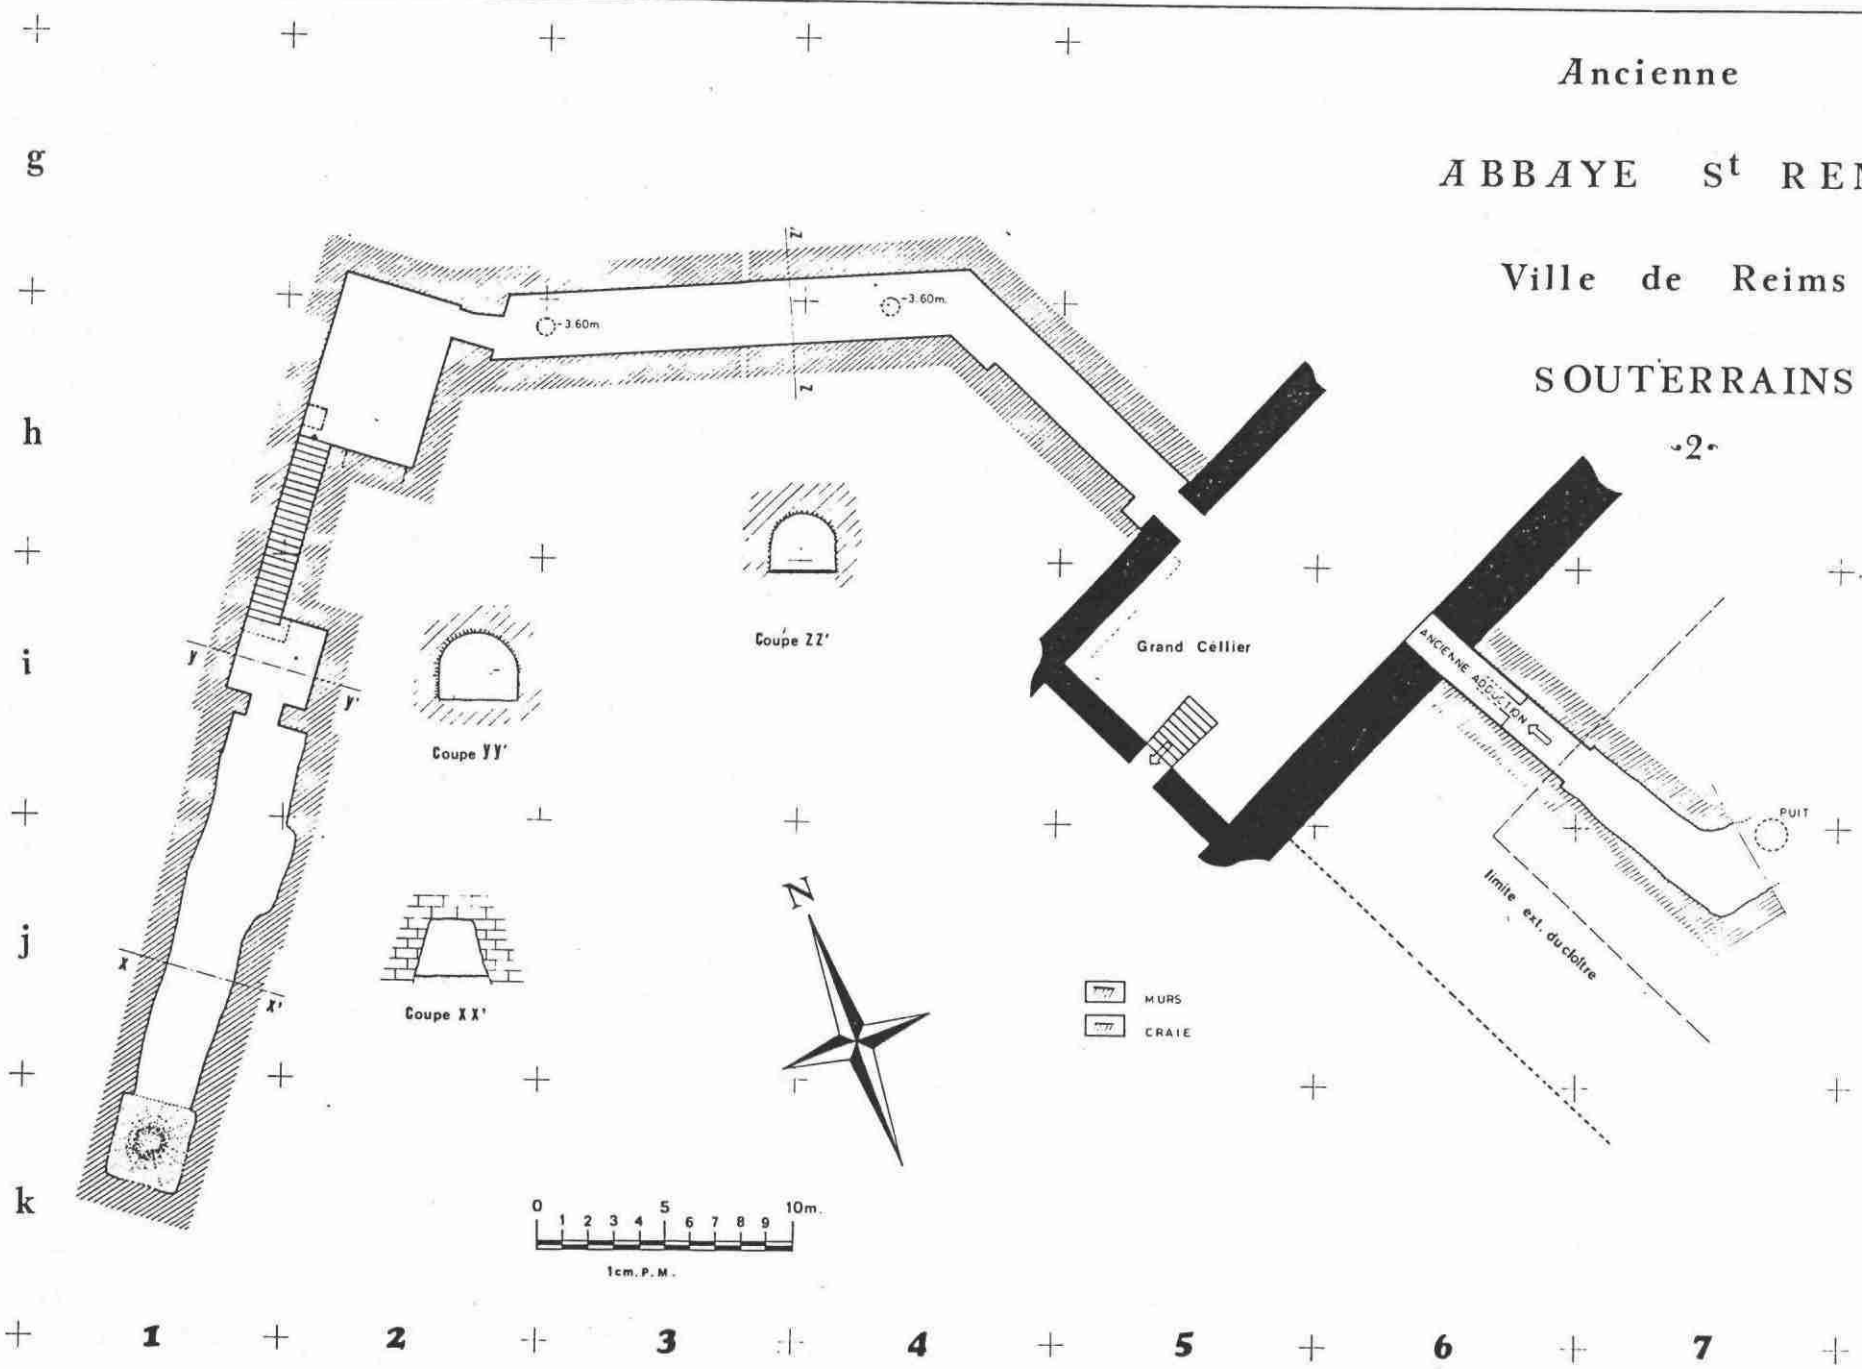 Ancienne
ABBAYE St
Ville de Reims
SOUTERRAINS
-2-
g
h
i
j
k
Z'
Z
-3.60m
-3.60m.
Y
Y'
X
X'
Coupe ZZ'
Coupe YY'
Coupe XX'
Grand Céllier
ANCIENNE ADDUCTION
PUIT
limite ext. du cloître
N
MURS
CRAIE
0 1 2 3 4 5 6 7 8 9 10m.
1cm.P.M.
1 2 3 4 5 6 7